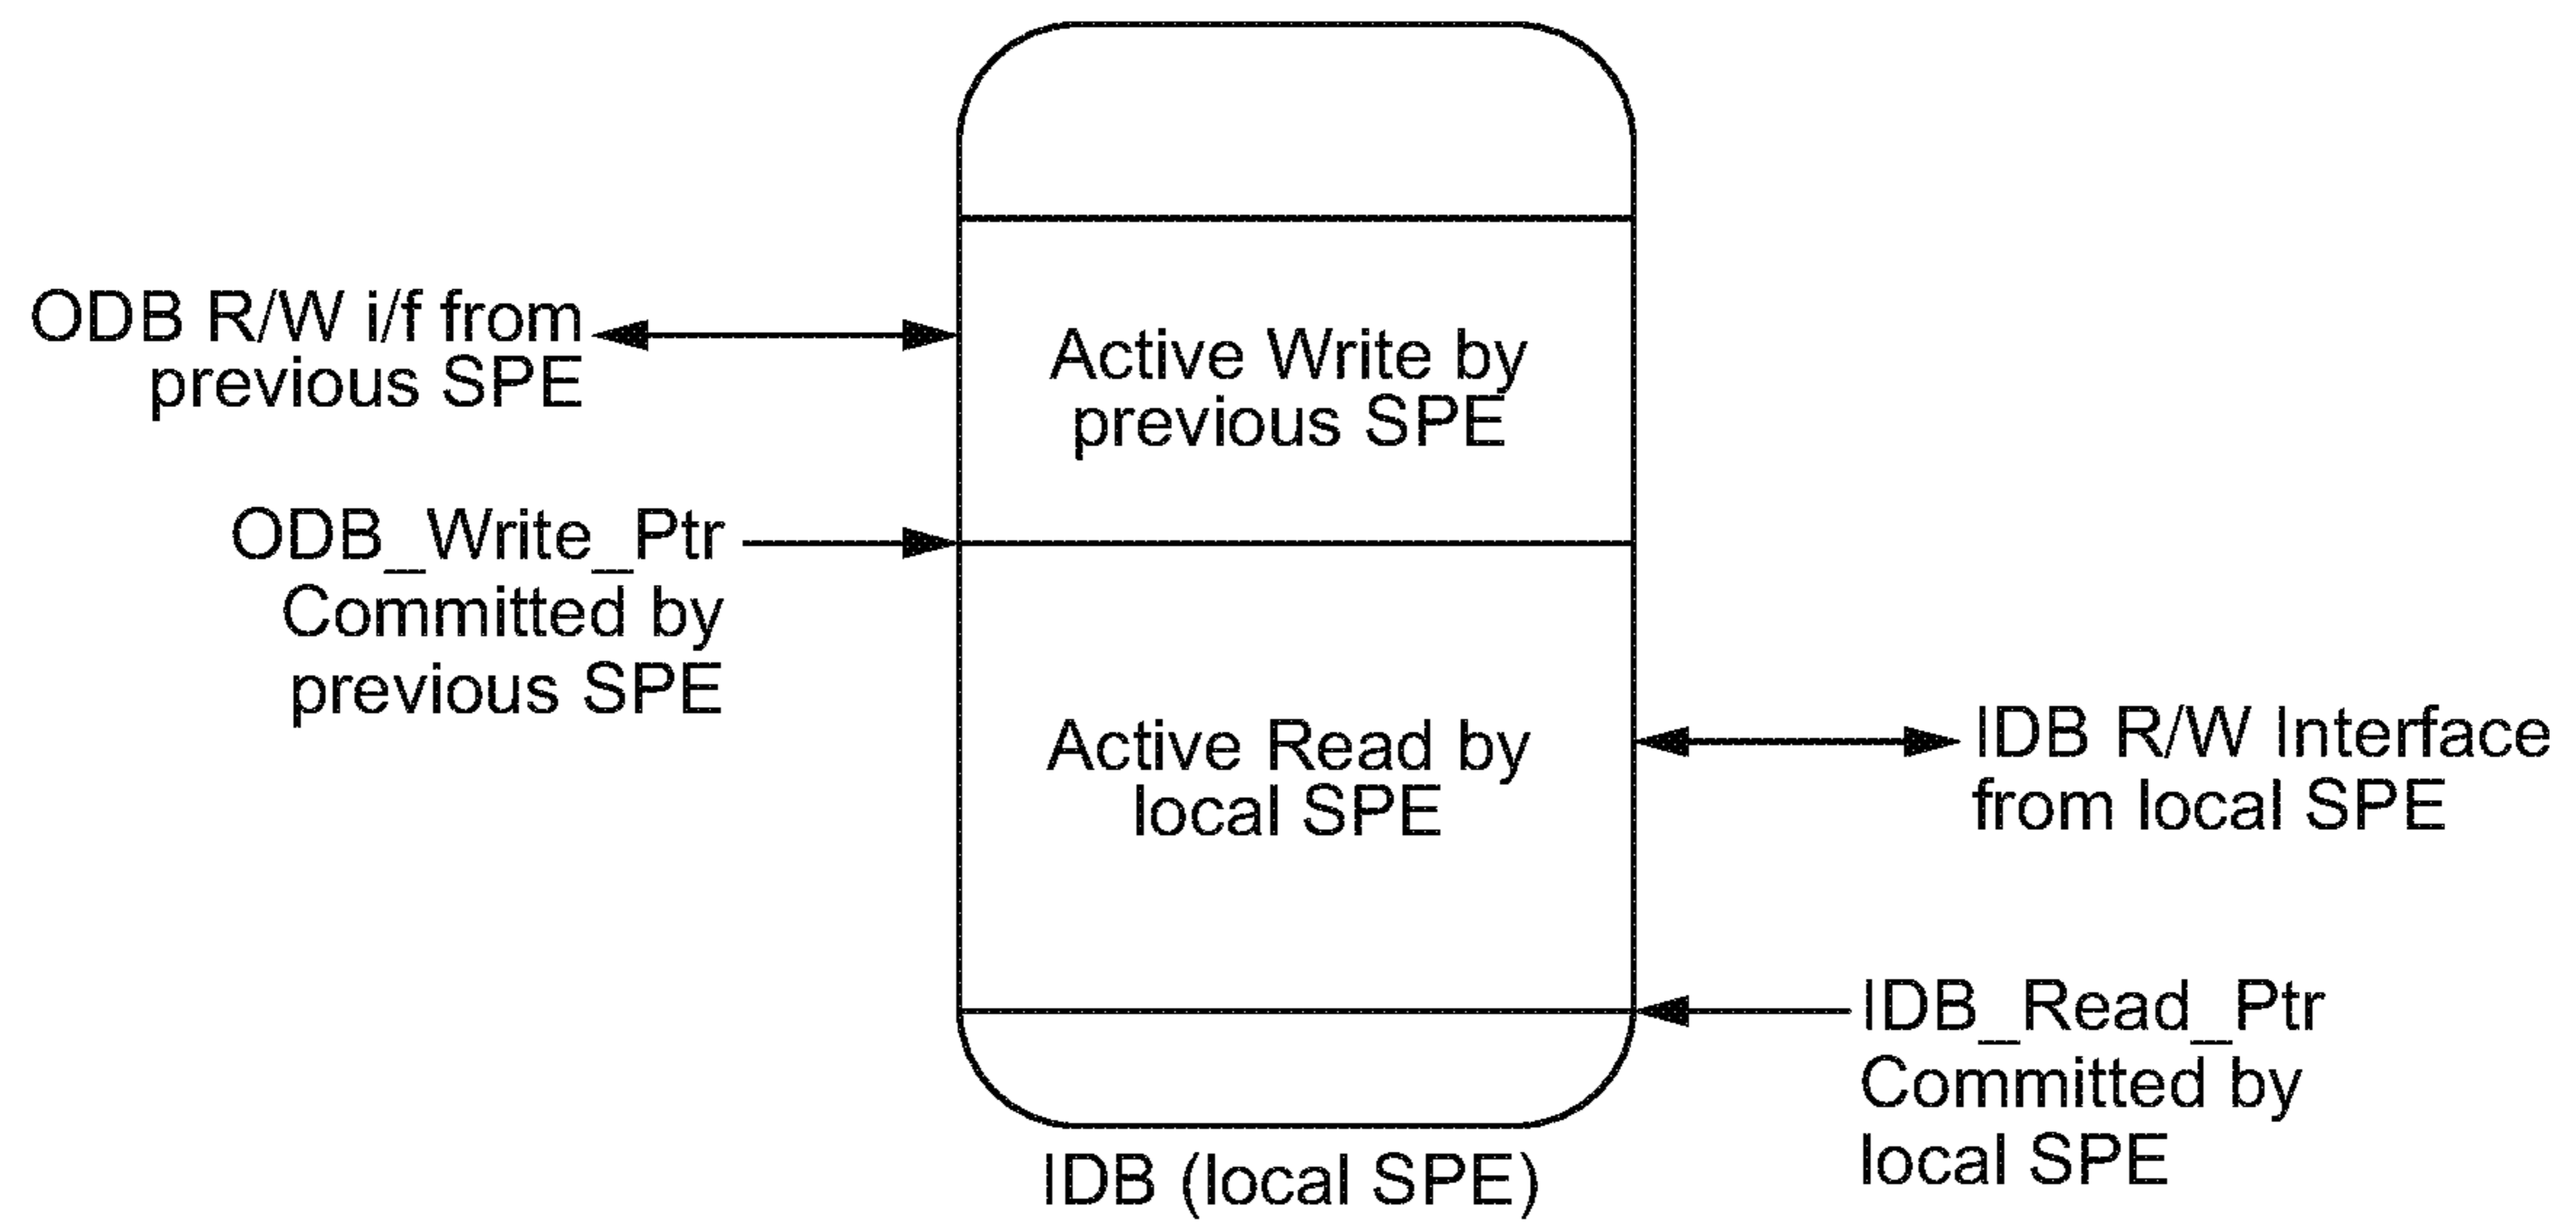 ODB R/W i/f from
previous SPE
Active Write by
previous SPE
ODB_Write_Ptr
Committed by
previous SPE
Active Read by
local SPE
IDB R/W Interface
from local SPE
IDB_Read_Ptr
Committed by
local SPE
IDB (local SPE)